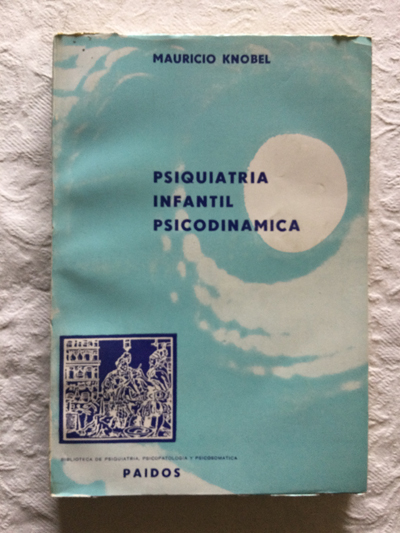 MAURICIO KNOBEL
PSIQUIATRIA
INFANTIL
PSICODINAMICA
BIBLIOTECA DE PSIQUIATRIA, PSICOPATOLOGIA Y PSICOSOMATICA
PAIDOS